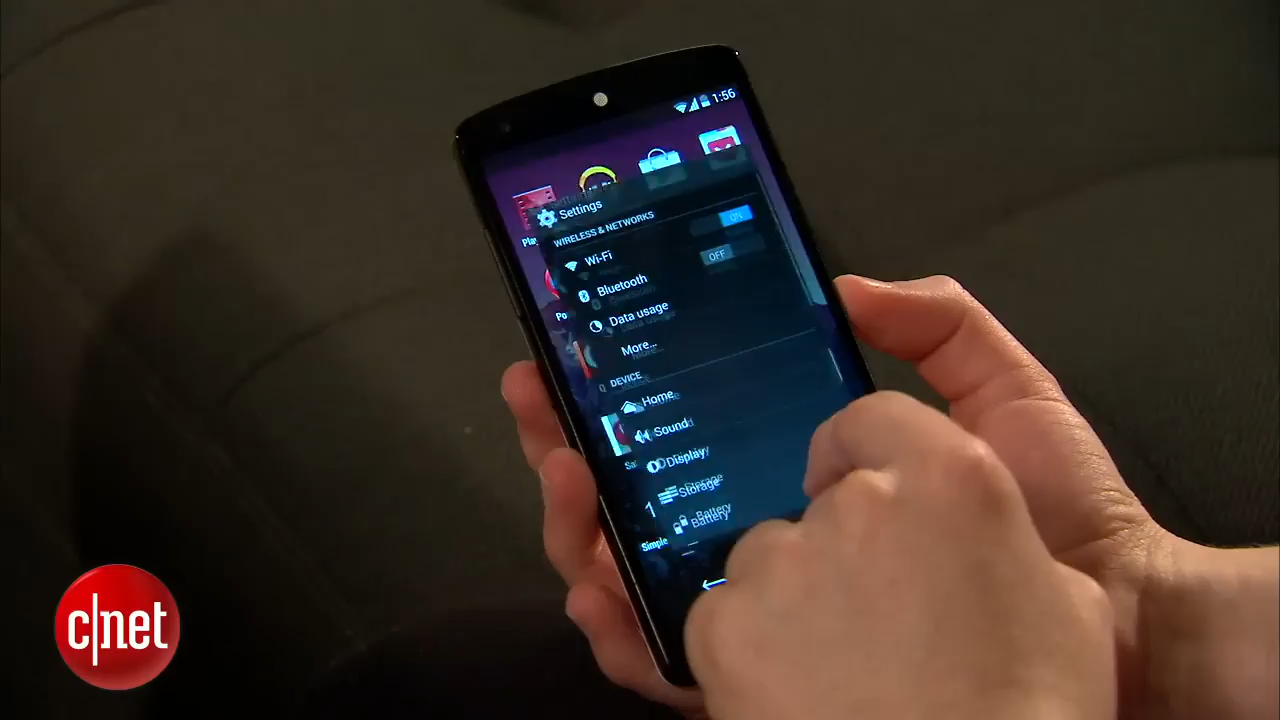 1:56
Settings
WIRELESS & NETWORKS
ON
Wi-Fi
OFF
Bluetooth
Data usage
More...
DEVICE
Home
Sound
Display
Storage
Battery
Simple
c|net